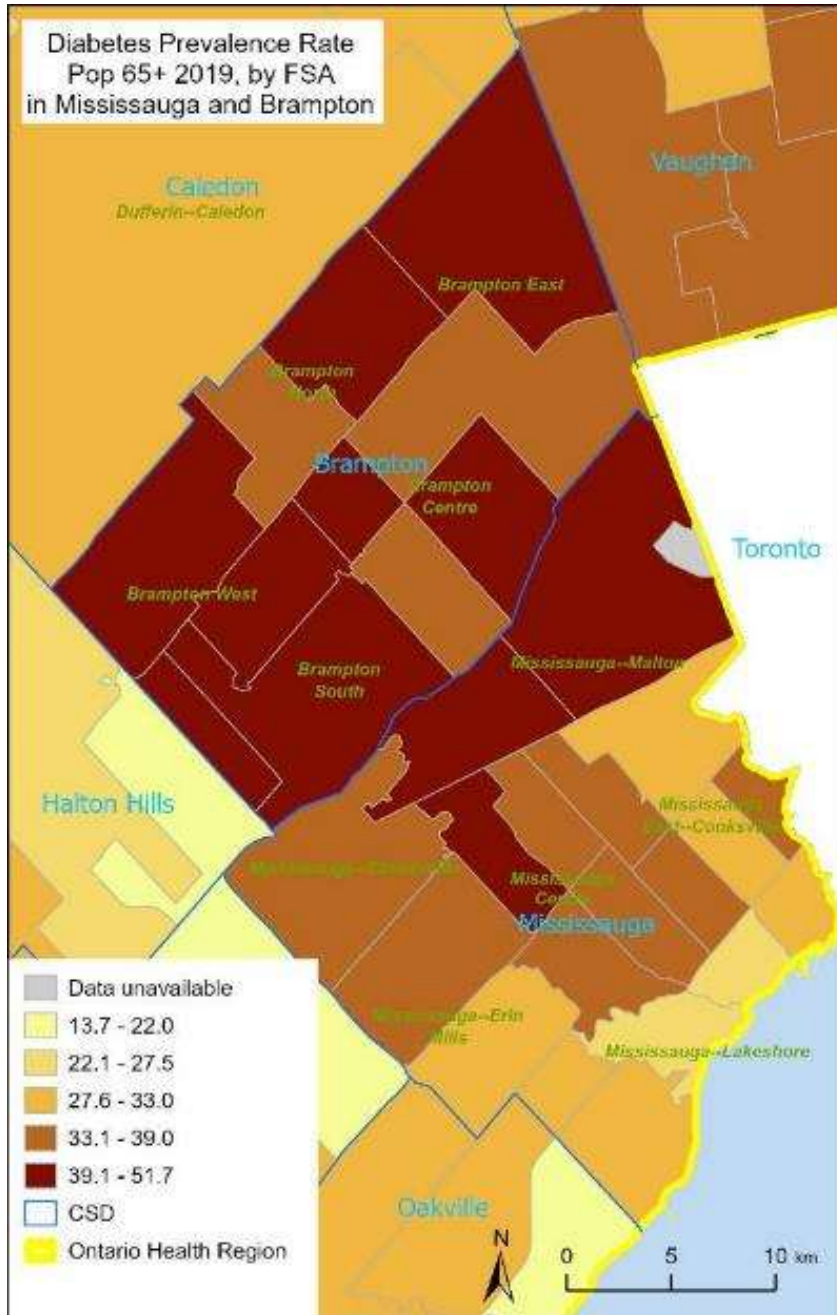 Diabetes Prevalence Rate
Pop 65+ 2019, by FSA
in Mississauga and Brampton
Vaughan
Caledon
Dufferin--Caledon
Brampton East
Brampton
North
Brampton
Brampton
Centre
Toronto
Brampton West
Brampton
South
Mississauga--Malton
Halton Hills
Mississauga
East--Cooksville
Mississauga
Centre
Mississauga
Mississauga--Erin
Mills
Mississauga--Lakeshore
Oakville
Data unavailable
13.7 - 22.0
22.1 - 27.5
27.6 - 33.0
33.1 - 39.0
39.1 - 51.7
CSD
Ontario Health Region
N
0 5 10 km